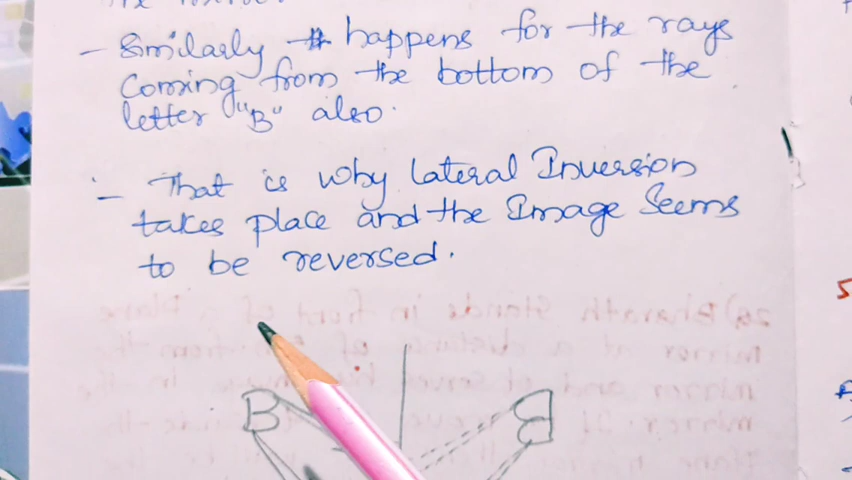 - Similarly happens for the rays
coming from the bottom of the
letter "B" also.
- That is why lateral Inversion
takes place and the Image Seems
to be reversed.
B